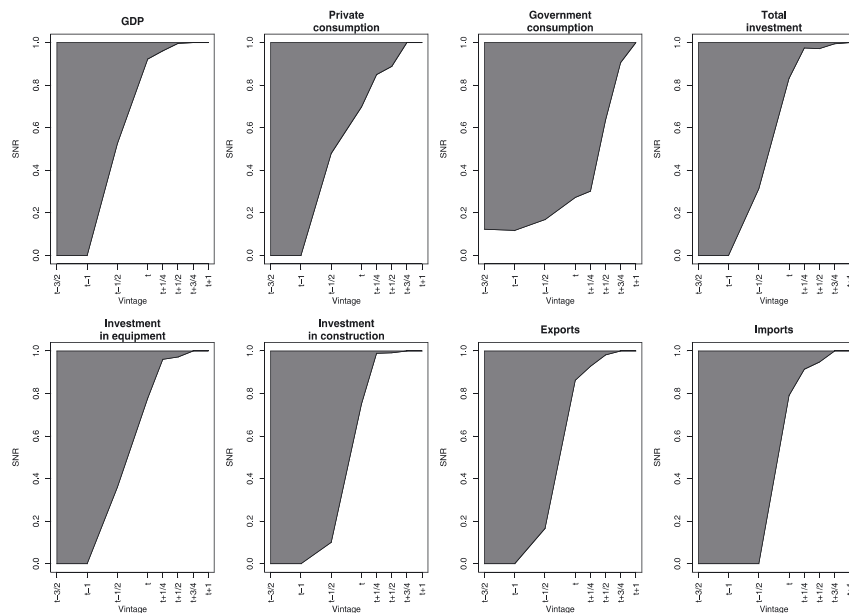 GDP
SNR
1.0
0.8
0.6
0.4
0.2
0.0
t−3/2
t−1
t−1/2
t
t+1/4
t+1/2
t+3/4
t+1
Vintage
Private
consumption
SNR
1.0
0.8
0.6
0.4
0.2
0.0
t−3/2
t−1
t−1/2
t
t+1/4
t+1/2
t+3/4
t+1
Vintage
Government
consumption
SNR
1.0
0.8
0.6
0.4
0.2
0.0
t−3/2
t−1
t−1/2
t
t+1/4
t+1/2
t+3/4
t+1
Vintage
Total
investment
SNR
1.0
0.8
0.6
0.4
0.2
0.0
t−3/2
t−1
t−1/2
t
t+1/4
t+1/2
t+3/4
t+1
Vintage
Investment
in equipment
SNR
1.0
0.8
0.6
0.4
0.2
0.0
t−3/2
t−1
t−1/2
t
t+1/4
t+1/2
t+3/4
t+1
Vintage
Investment
in construction
SNR
1.0
0.8
0.6
0.4
0.2
0.0
t−3/2
t−1
t−1/2
t
t+1/4
t+1/2
t+3/4
t+1
Vintage
Exports
SNR
1.0
0.8
0.6
0.4
0.2
0.0
t−3/2
t−1
t−1/2
t
t+1/4
t+1/2
t+3/4
t+1
Vintage
Imports
SNR
1.0
0.8
0.6
0.4
0.2
0.0
t−3/2
t−1
t−1/2
t
t+1/4
t+1/2
t+3/4
t+1
Vintage